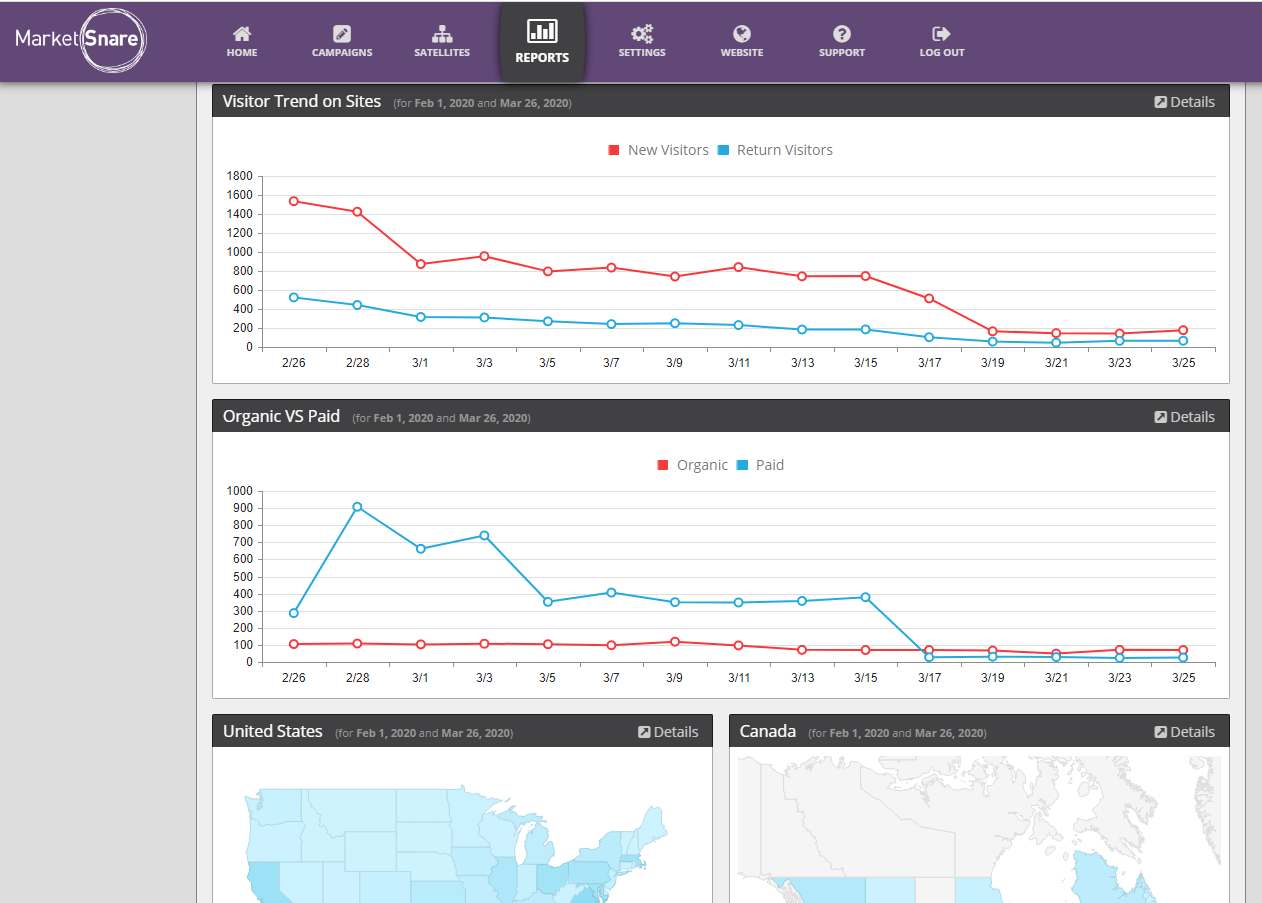 MarketSnare
HOME CAMPAIGNS SATELLITES REPORTS SETTINGS WEBSITE SUPPORT LOG OUT
Visitor Trend on Sites (for Feb 1, 2020 and Mar 26, 2020) Details
New Visitors Return Visitors
1800
1600
1400
1200
1000
800
600
400
200
0
2/26 2/28 3/1 3/3 3/5 3/7 3/9 3/11 3/13 3/15 3/17 3/19 3/21 3/23 3/25
Organic VS Paid (for Feb 1, 2020 and Mar 26, 2020) Details
Organic Paid
1000
900
800
700
600
500
400
300
200
100
0
2/26 2/28 3/1 3/3 3/5 3/7 3/9 3/11 3/13 3/15 3/17 3/19 3/21 3/23 3/25
United States (for Feb 1, 2020 and Mar 26, 2020) Details
Canada (for Feb 1, 2020 and Mar 26, 2020) Details